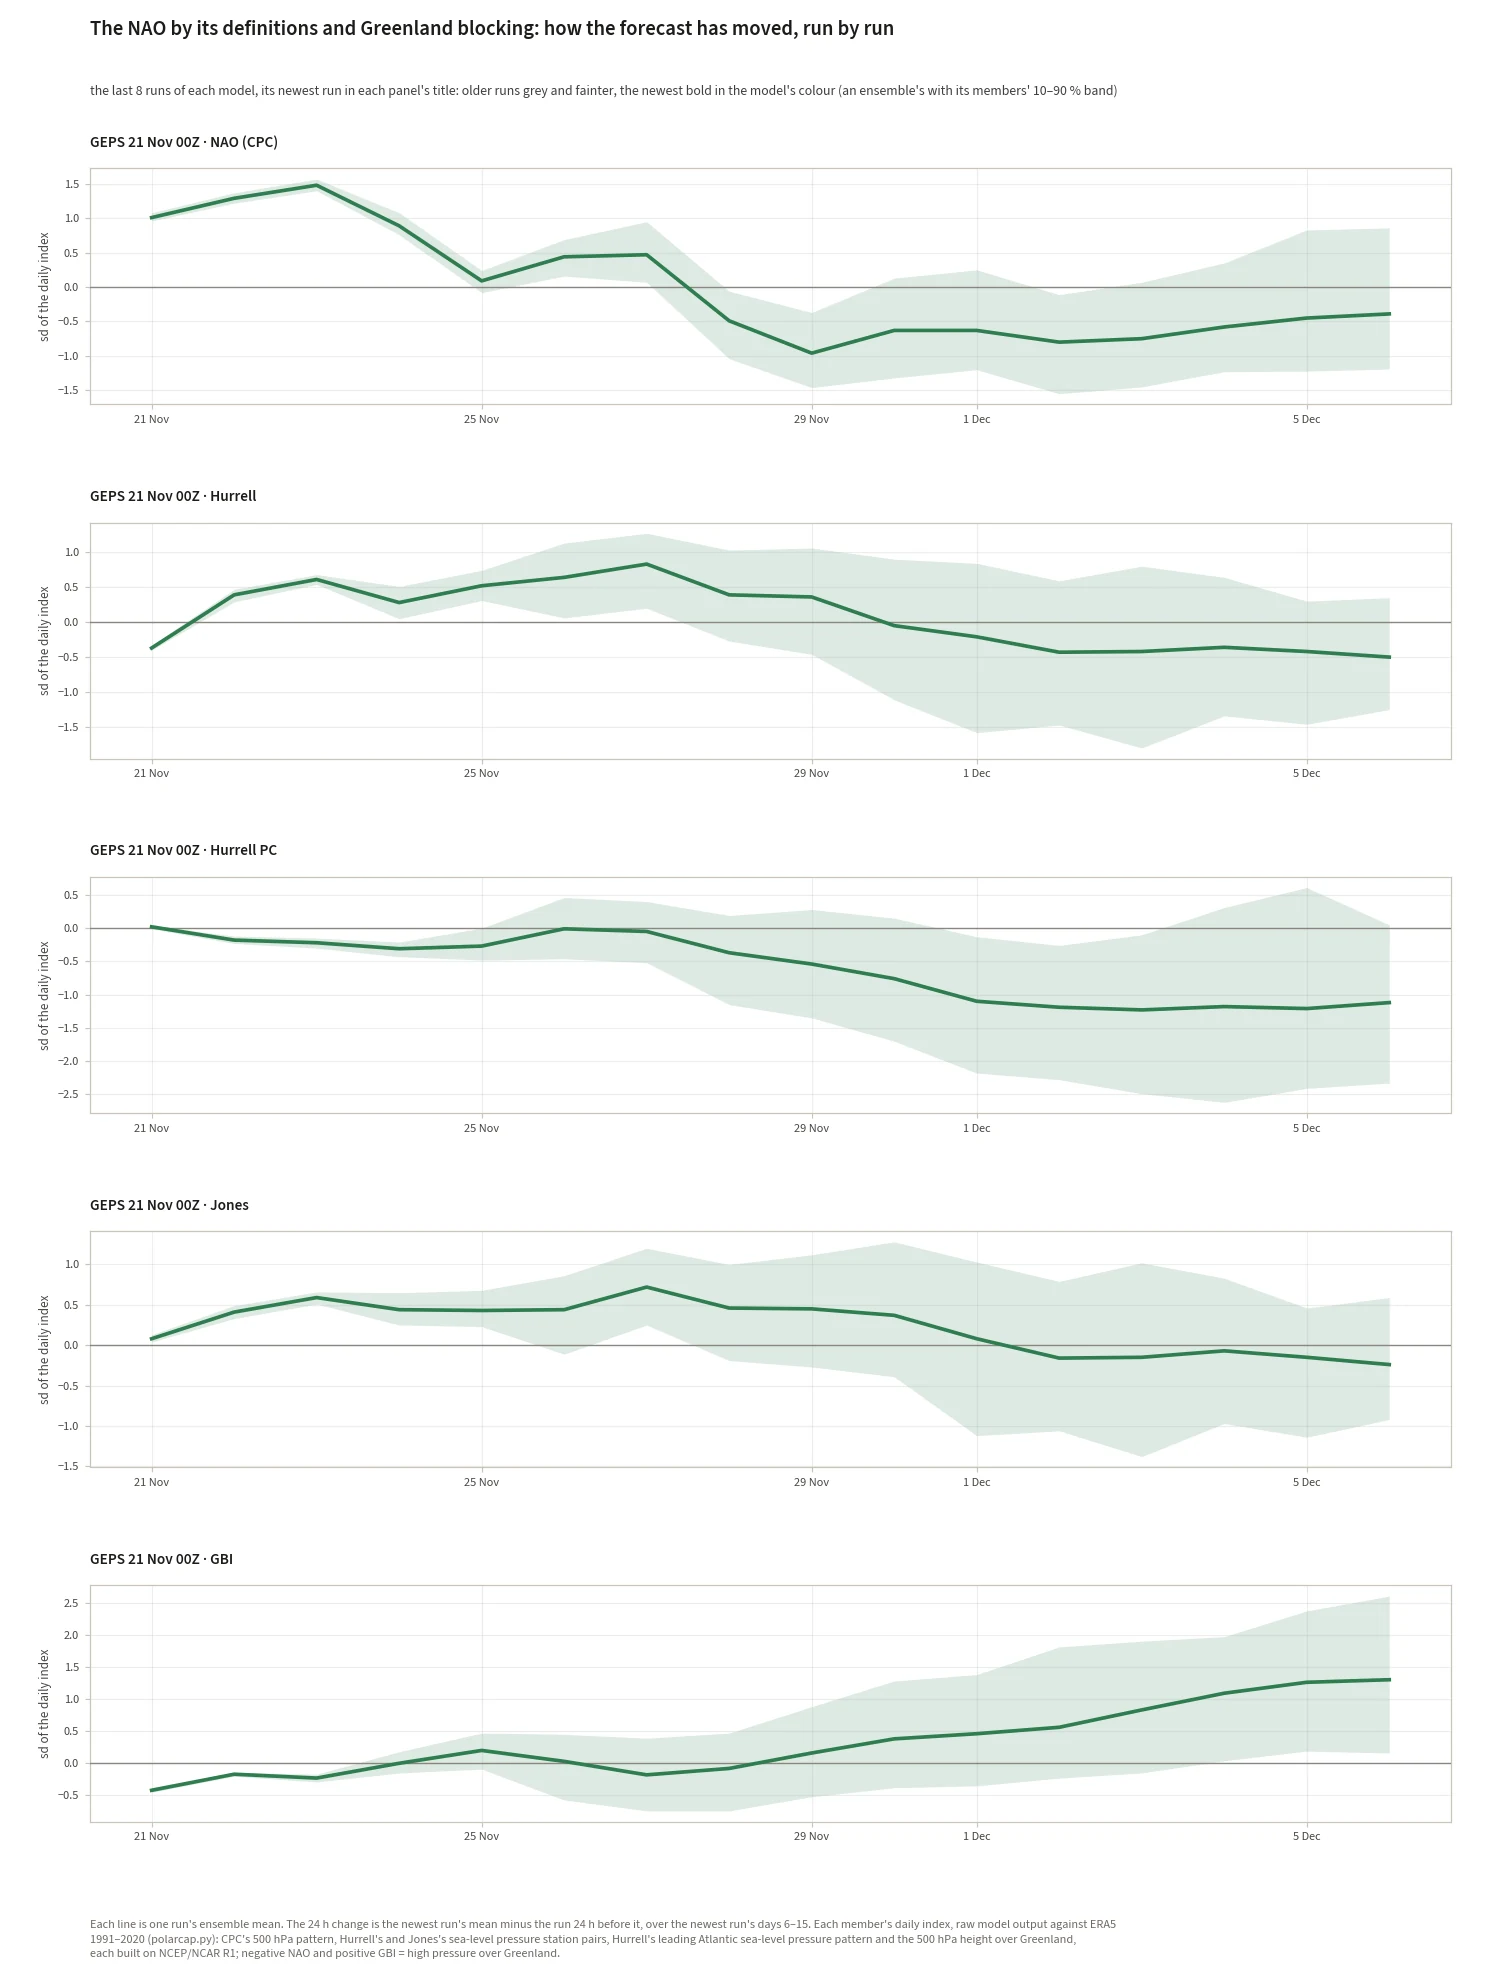 The NAO by its definitions and Greenland blocking: how the forecast has moved, run by run
the last 8 runs of each model, its newest run in each panel's title: older runs grey and fainter, the newest bold in the model's colour (an ensemble's with its members' 10–90 % band)
GEPS 21 Nov 00Z · NAO (CPC)
sd of the daily index
1.5
1.0
0.5
0.0
−0.5
−1.0
−1.5
21 Nov
25 Nov
29 Nov
1 Dec
5 Dec
GEPS 21 Nov 00Z · Hurrell
sd of the daily index
1.0
0.5
0.0
−0.5
−1.0
−1.5
21 Nov
25 Nov
29 Nov
1 Dec
5 Dec
GEPS 21 Nov 00Z · Hurrell PC
sd of the daily index
0.5
0.0
−0.5
−1.0
−1.5
−2.0
−2.5
21 Nov
25 Nov
29 Nov
1 Dec
5 Dec
GEPS 21 Nov 00Z · Jones
sd of the daily index
1.0
0.5
0.0
−0.5
−1.0
−1.5
21 Nov
25 Nov
29 Nov
1 Dec
5 Dec
GEPS 21 Nov 00Z · GBI
sd of the daily index
2.5
2.0
1.5
1.0
0.5
0.0
−0.5
21 Nov
25 Nov
29 Nov
1 Dec
5 Dec
Each line is one run's ensemble mean. The 24 h change is the newest run's mean minus the run 24 h before it, over the newest run's days 6–15. Each member's daily index, raw model output against ERA5
1991–2020 (polarcap.py): CPC's 500 hPa pattern, Hurrell's and Jones's sea-level pressure station pairs, Hurrell's leading Atlantic sea-level pressure pattern and the 500 hPa height over Greenland,
each built on NCEP/NCAR R1; negative NAO and positive GBI = high pressure over Greenland.